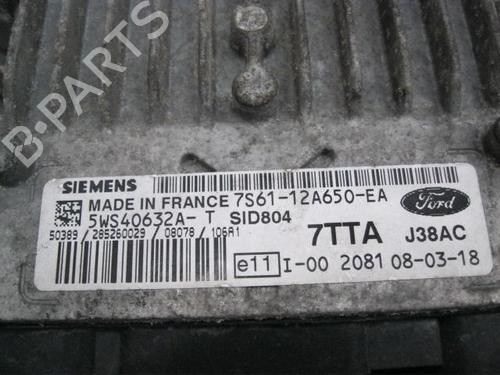 B-PARTS
SIEMENS
MADE IN FRANCE 7S61-12A650-EA
5WS40632A- T SID804
50389 / 285260029 / 08078 / 106A1
7TTA J38AC
Ford
e11 I-00 2081 08-03-18